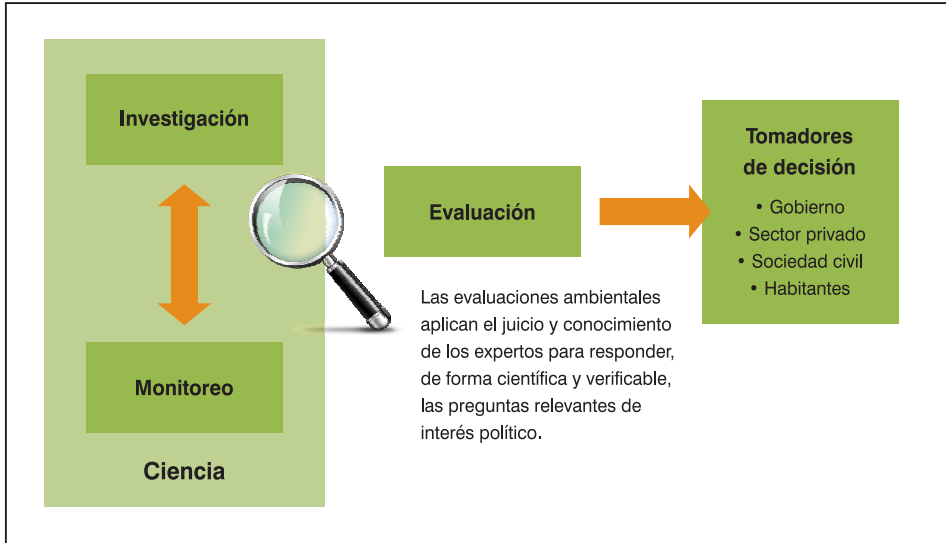 Investigación
Monitoreo
Ciencia
Evaluación
Las evaluaciones ambientales
aplican el juicio y conocimiento
de los expertos para responder,
de forma científica y verificable,
las preguntas relevantes de
interés político.
Tomadores
de decisión
• Gobierno
• Sector privado
• Sociedad civil
• Habitantes